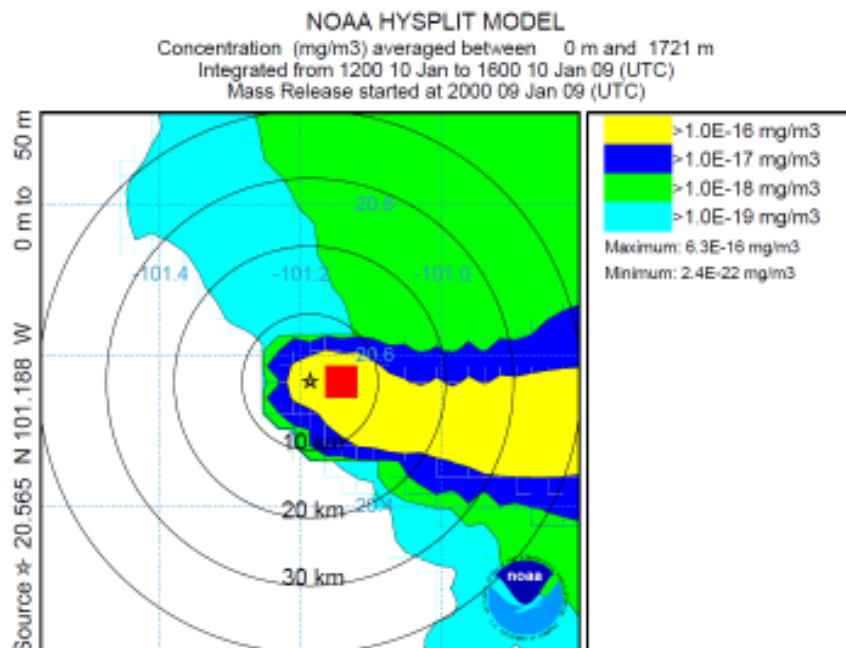 NOAA HYSPLIT MODEL
Concentration (mg/m3) averaged between 0 m and 1721 m
Integrated from 1200 10 Jan to 1600 10 Jan 09 (UTC)
Mass Release started at 2000 09 Jan 09 (UTC)
Source ☆ 20.565 N 101.188 W 0 m to 50 m
>1.0E-16 mg/m3
>1.0E-17 mg/m3
>1.0E-18 mg/m3
>1.0E-19 mg/m3
Maximum: 6.3E-16 mg/m3
Minimum: 2.4E-22 mg/m3
20.8
-101.4 -101.2 -101.0
20.6
10 km
20 km
20.4
30 km
noaa